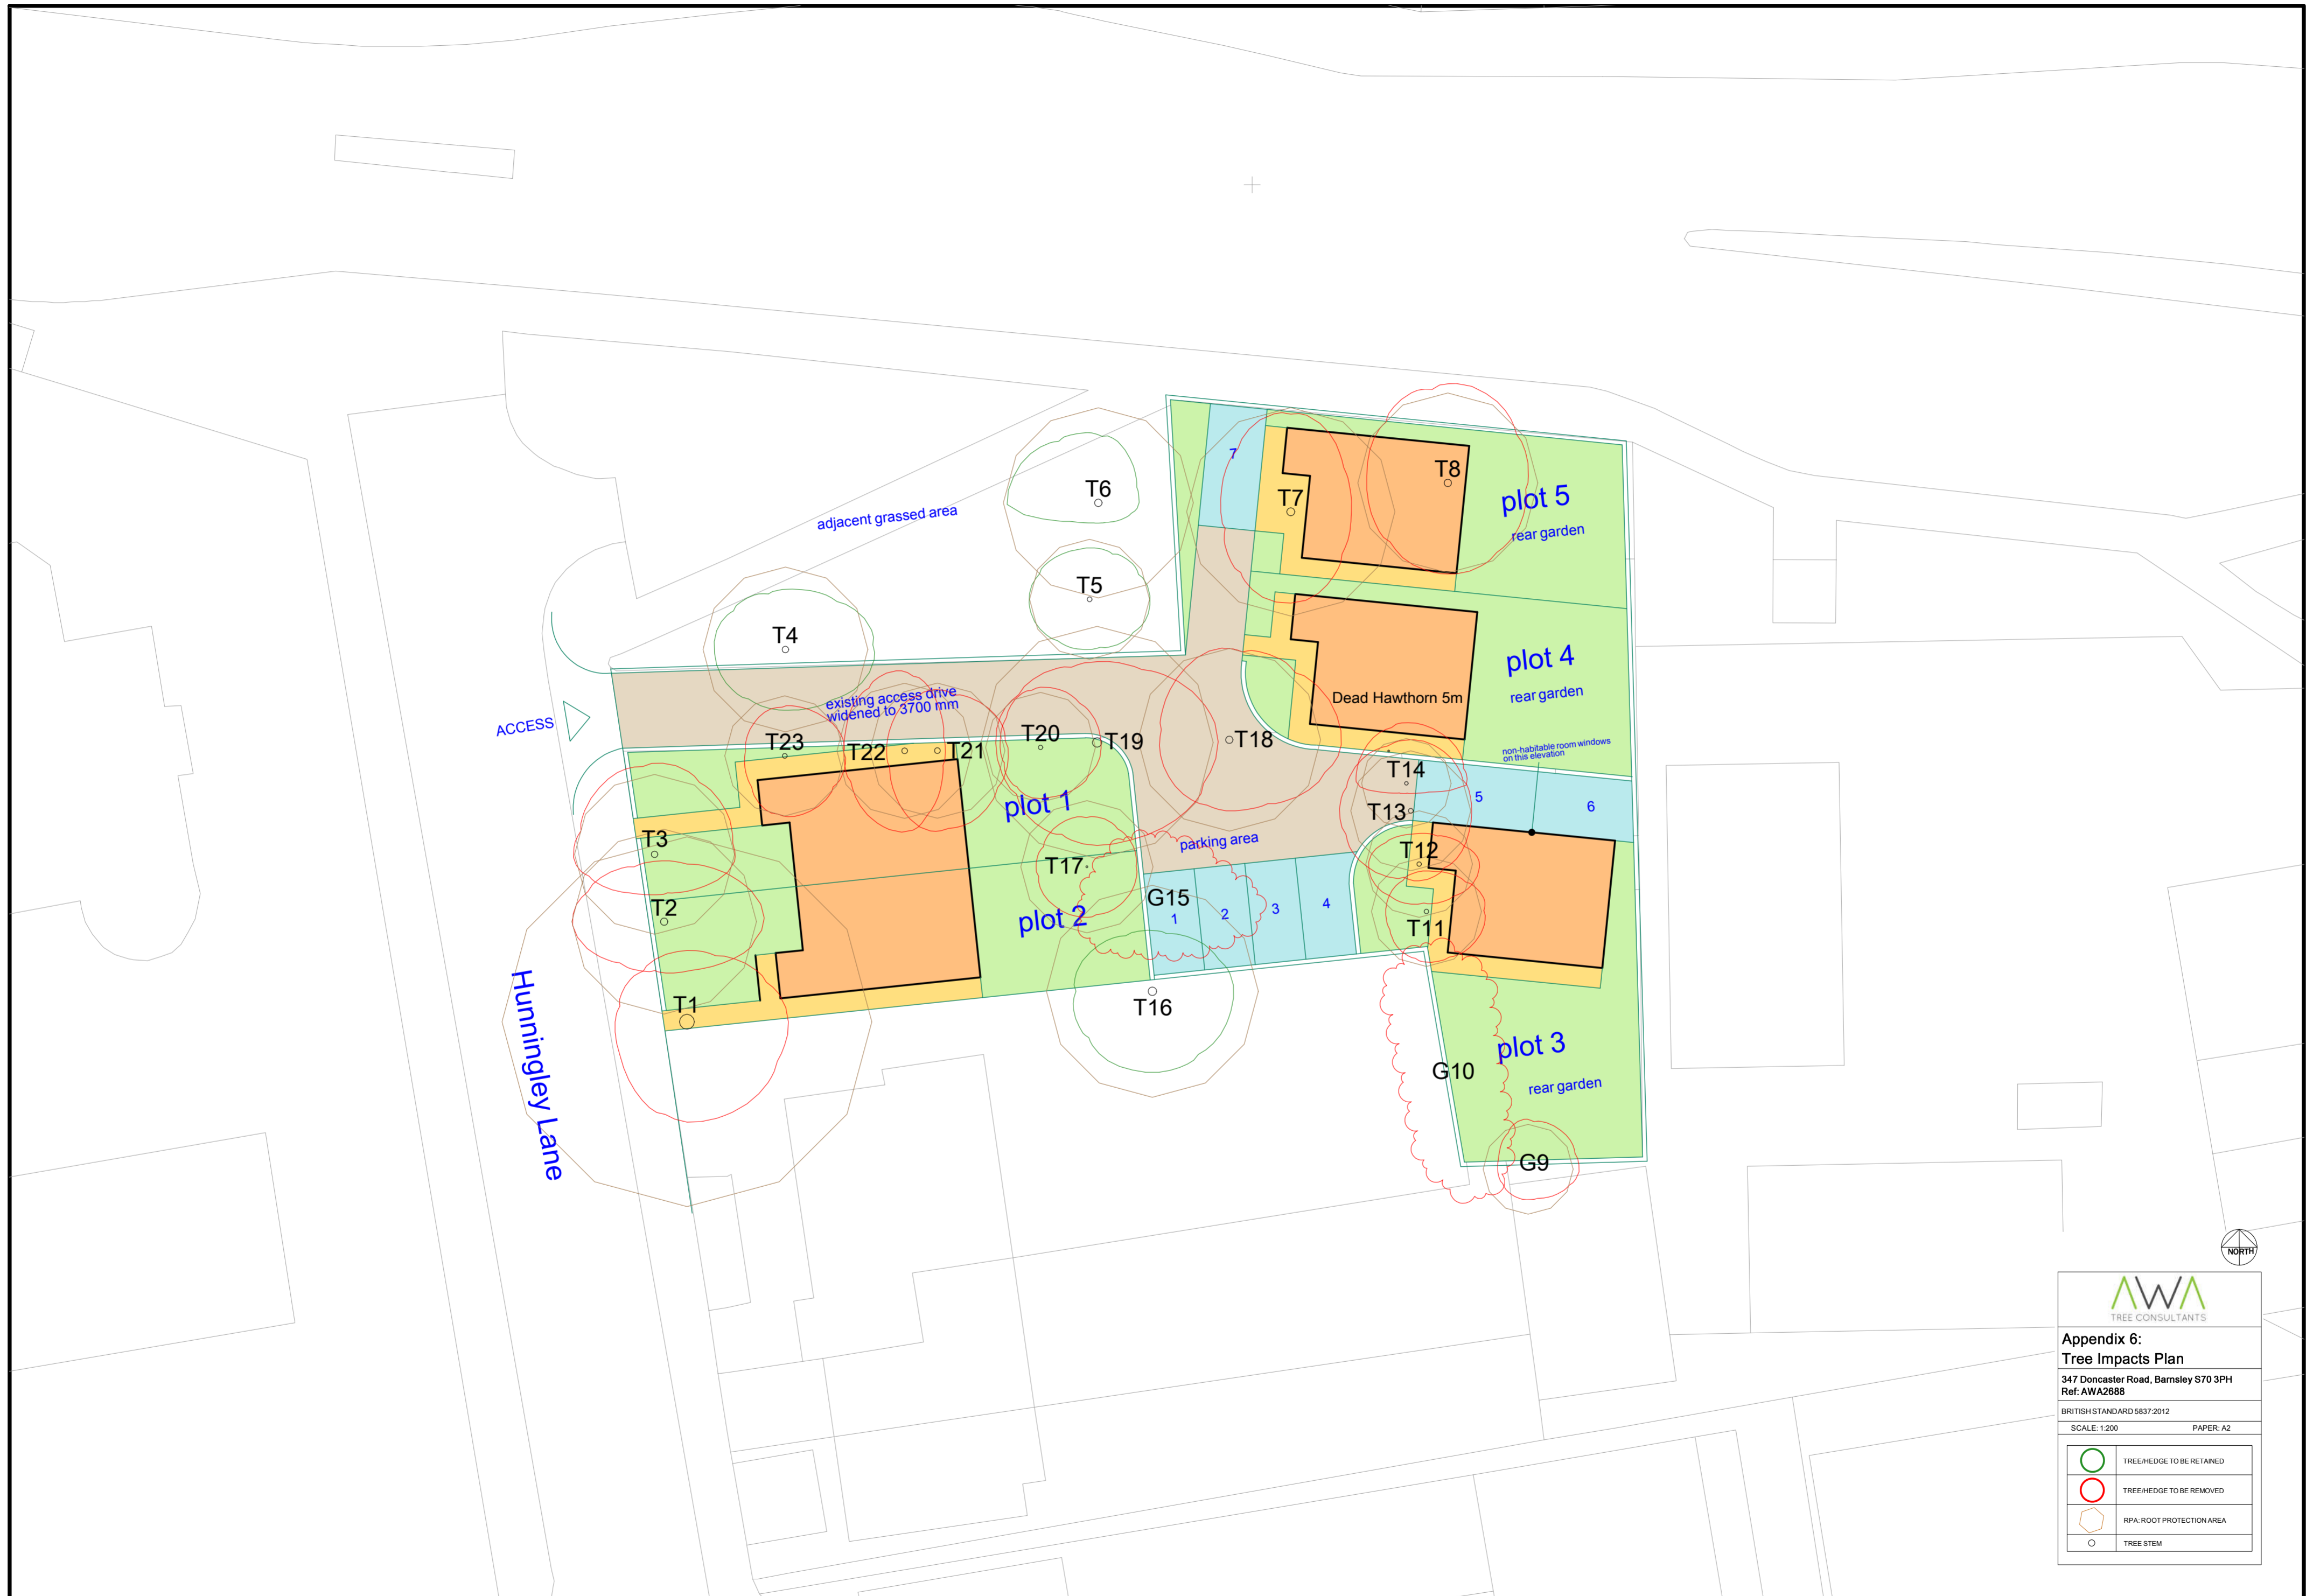 T8
7
T7
plot 5
T6
adjacent grassed area
rear garden
T5
T4
plot 4
rear garden
Dead Hawthorn 5m
existing access drive
widened to 3700 mm
ACCESS
T23
T22
T21
T20
T19
T18
non-habitable room windows
on this elevation
T14
5
6
plot 1
T13
T3
parking area
T12
T17
G15
T2
plot 2
1
2
3
4
T11
Hunningley Lane
T1
T16
plot 3
G10
rear garden
G9
NORTH
AWA
TREE CONSULTANTS
Appendix 6:
Tree Impacts Plan
347 Doncaster Road, Barnsley S70 3PH
Ref: AWA2688
BRITISH STANDARD 5837:2012
SCALE: 1:200 PAPER: A2
TREE/HEDGE TO BE RETAINED
TREE/HEDGE TO BE REMOVED
RPA: ROOT PROTECTION AREA
TREE STEM